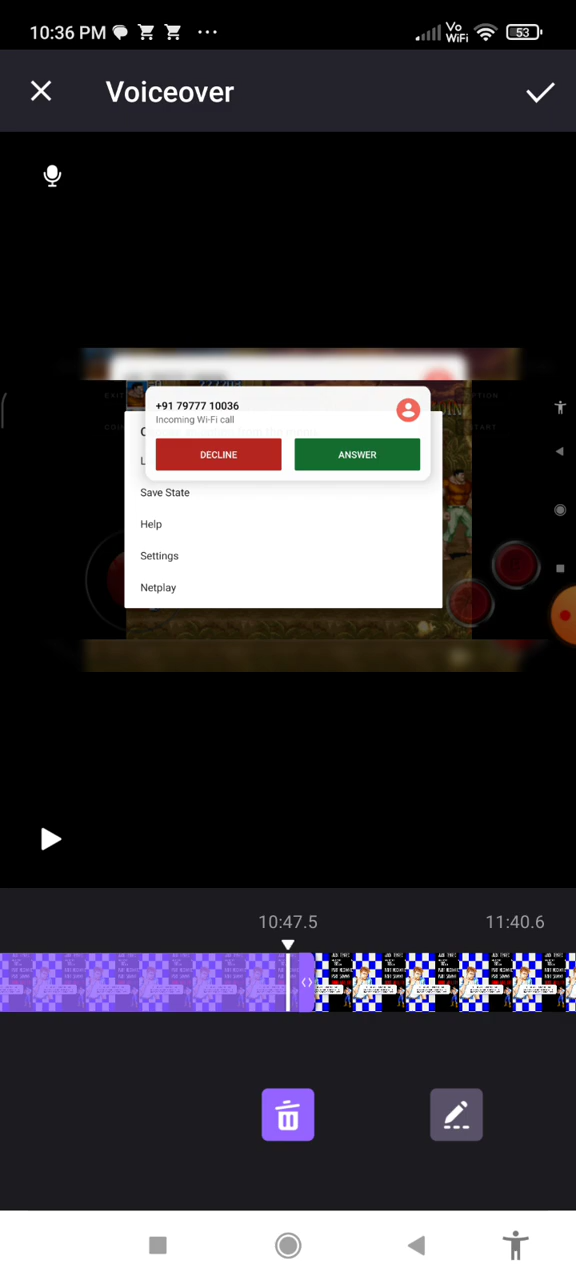 10:36 PM
Vo
WiFi
53
Voiceover
+91 79777 10036
Incoming Wi-Fi call
DECLINE
ANSWER
Save State
Help
Settings
Netplay
10:47.5
11:40.6